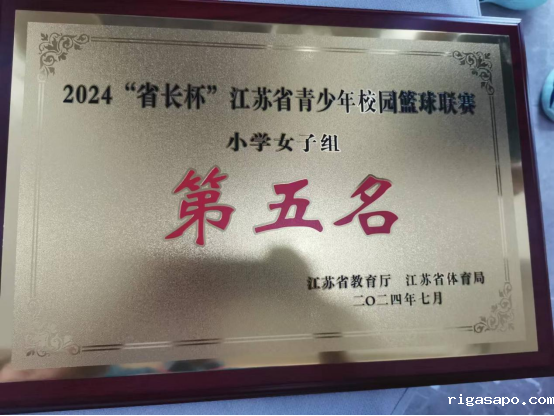 2024“省长杯”江苏省青少年校园篮球联赛
小学女子组
第五名
江苏省教育厅 江苏省体育局
二〇二四年七月
rigasapo.com